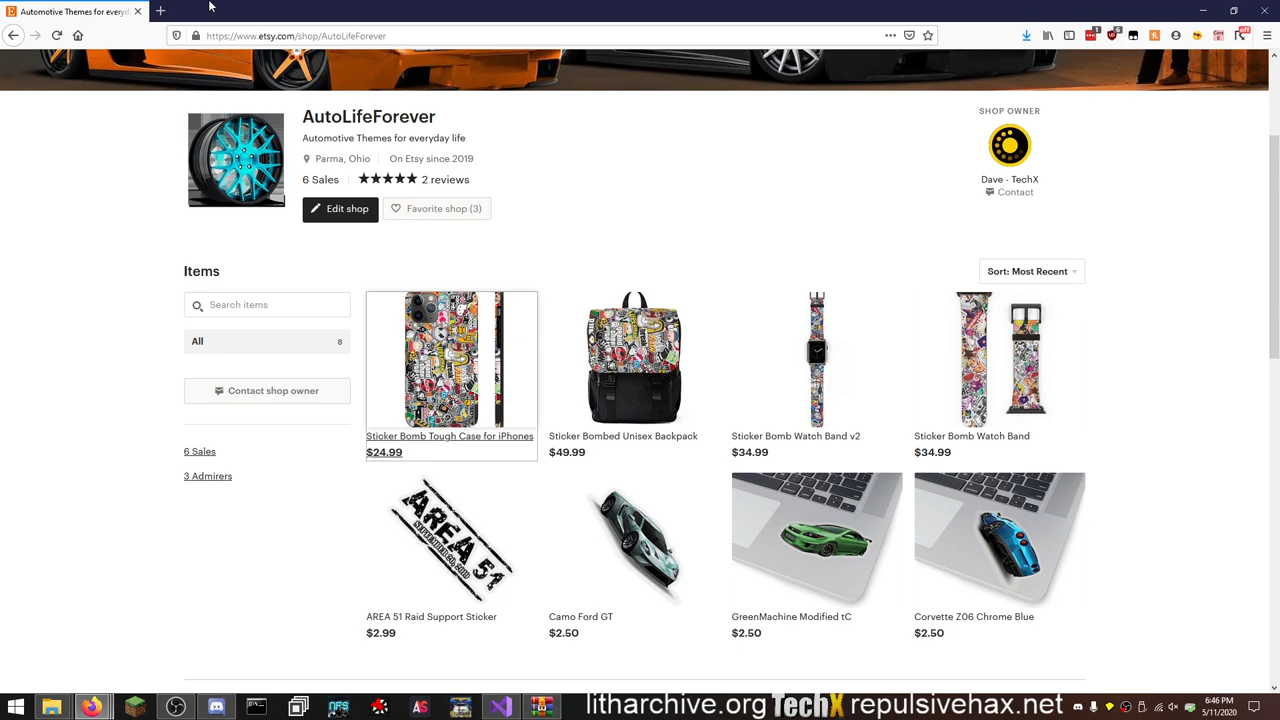 Automotive Themes for everyd
https://www.etsy.com/shop/AutoLifeForever
AutoLifeForever
Automotive Themes for everyday life
Parma, Ohio
On Etsy since 2019
6 Sales
★★★★★ 2 reviews
Edit shop
Favorite shop (3)
SHOP OWNER
Dave - TechX
Contact
Items
Sort: Most Recent
Search items
All 8
Contact shop owner
6 Sales
3 Admirers
Sticker Bomb Tough Case for iPhones
$24.99
Sticker Bombed Unisex Backpack
$49.99
Sticker Bomb Watch Band v2
$34.99
Sticker Bomb Watch Band
$34.99
AREA 51
AREA 51 Raid Support Sticker
$2.99
Camo Ford GT
$2.50
GreenMachine Modified tC
$2.50
Corvette Z06 Chrome Blue
$2.50
litharchive.org TechX repulsivehax.net
6:46 PM
5/11/2020